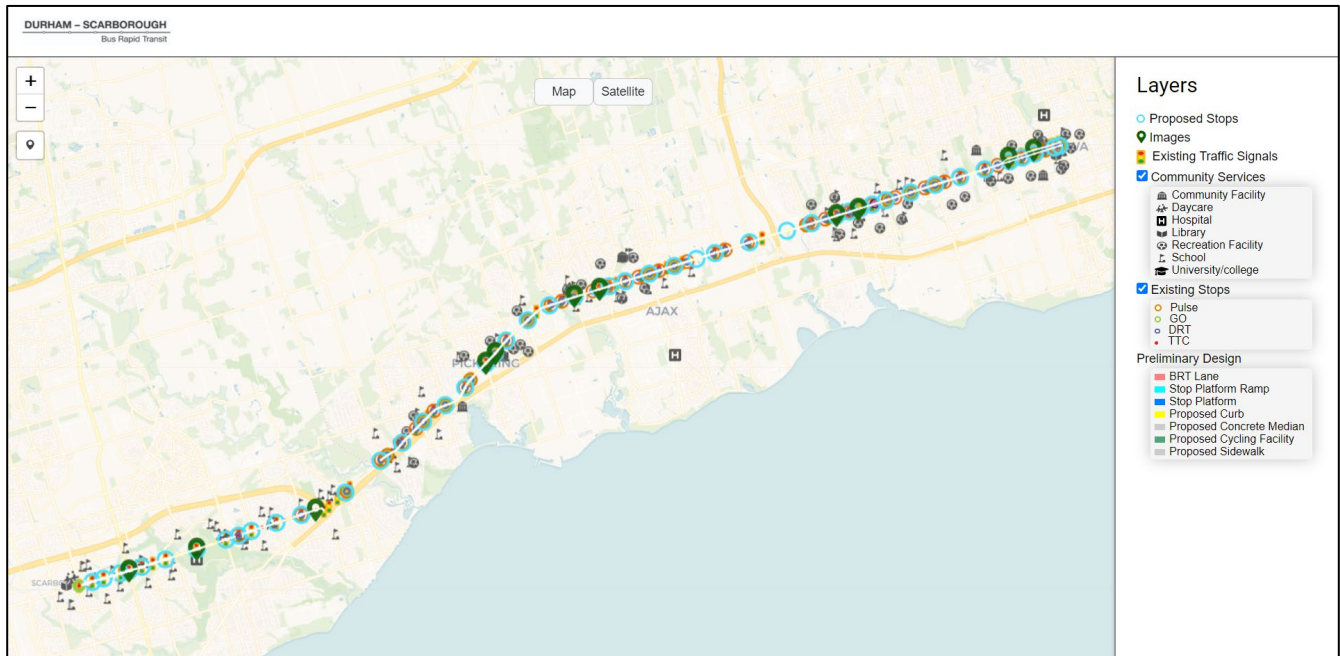 DURHAM – SCARBOROUGH
Bus Rapid Transit
+
−
Map
Satellite
H
AJAX
H
Layers
Proposed Stops
Images
Existing Traffic Signals
Community Services
Community Facility
Daycare
H Hospital
Library
Recreation Facility
School
University/college
Existing Stops
Pulse
GO
DRT
TTC
Preliminary Design
BRT Lane
Stop Platform Ramp
Stop Platform
Proposed Curb
Proposed Concrete Median
Proposed Cycling Facility
Proposed Sidewalk